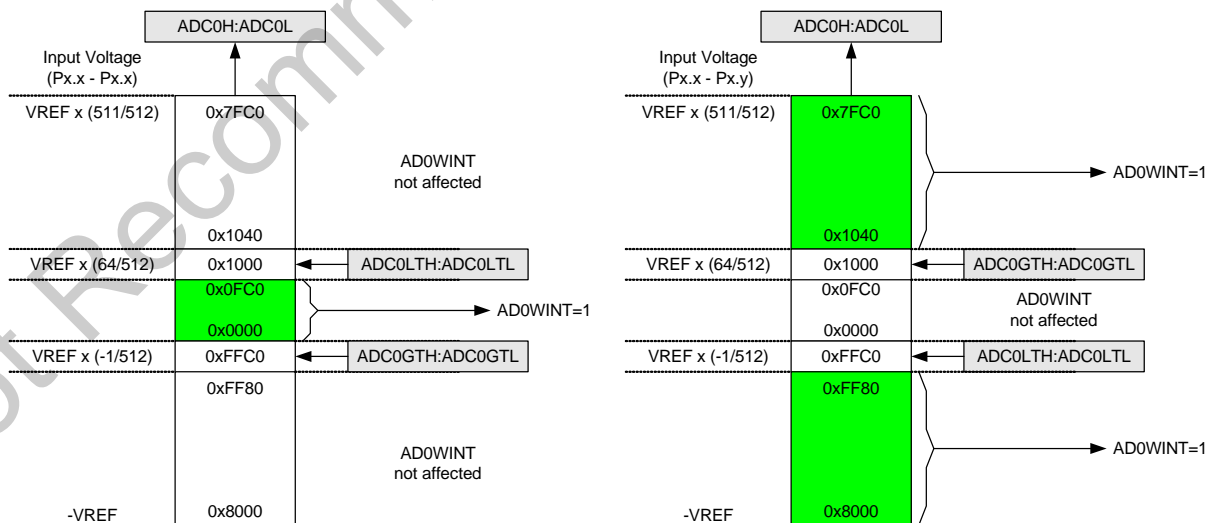 ADC0H:ADC0L
Input Voltage
(Px.x - Px.x)
VREF x (511/512)
0x7FC0
AD0WINT
not affected
0x1040
VREF x (64/512)
0x1000
ADC0LTH:ADC0LTL
0x0FC0
AD0WINT=1
0x0000
VREF x (-1/512)
0xFFC0
ADC0GTH:ADC0GTL
0xFF80
AD0WINT
not affected
-VREF
0x8000
ADC0H:ADC0L
Input Voltage
(Px.x - Px.y)
VREF x (511/512)
0x7FC0
AD0WINT=1
0x1040
VREF x (64/512)
0x1000
ADC0GTH:ADC0GTL
0x0FC0
AD0WINT
not affected
0x0000
VREF x (-1/512)
0xFFC0
ADC0LTH:ADC0LTL
0xFF80
AD0WINT=1
-VREF
0x8000